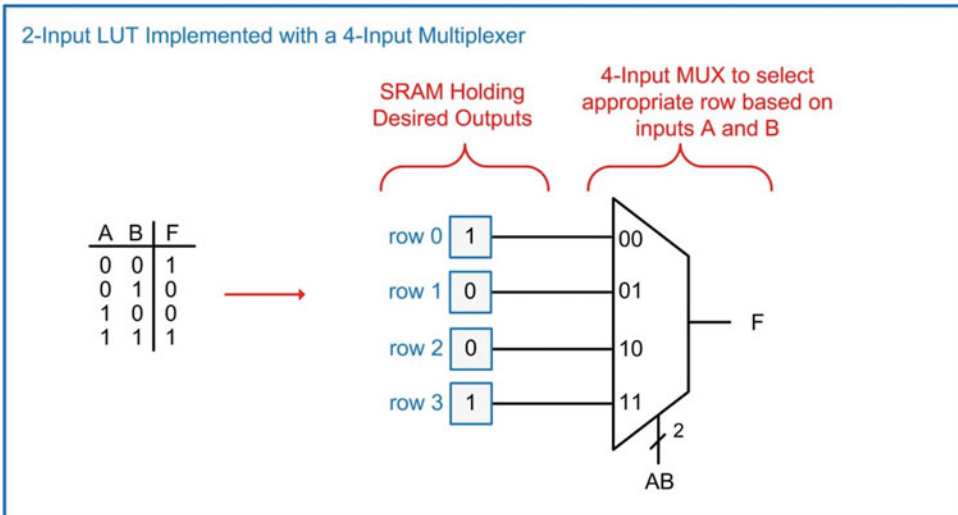 2-Input LUT Implemented with a 4-Input Multiplexer
SRAM Holding
Desired Outputs
4-Input MUX to select
appropriate row based on
inputs A and B
A B F
0 0 1
0 1 0
1 0 0
1 1 1
row 0 1
row 1 0
row 2 0
row 3 1
00
01
10
11
F
2
AB